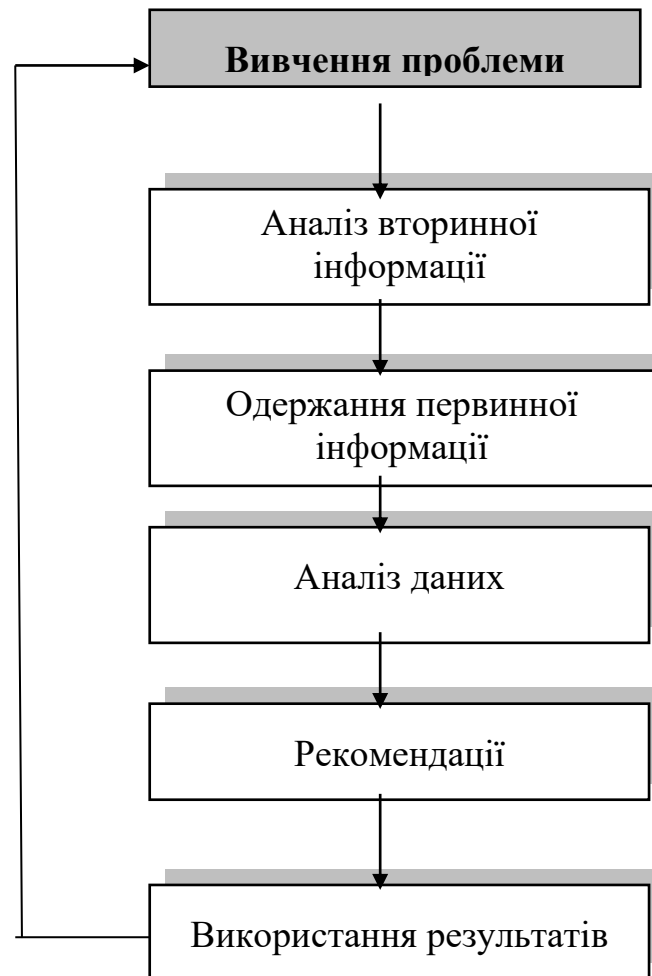 Вивчення проблеми
Аналіз вторинної
інформації
Одержання первинної
інформації
Аналіз даних
Рекомендації
Використання результатів